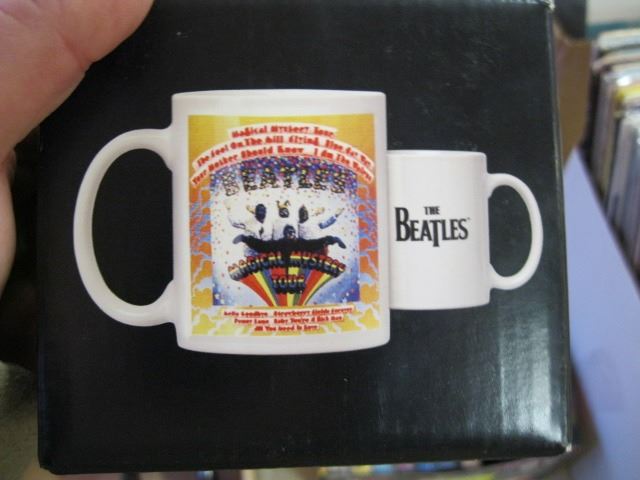 Magical Mystery Tour
The Fool On The Hill Flying Blue Jay Way
Your Mother Should Know I Am The Walrus
BEATLES
MAGICAL MYSTERY
TOUR
Hello Goodbye Strawberry Fields Forever
Penny Lane Baby You're A Rich Man
All You Need Is Love
THE
BEATLES